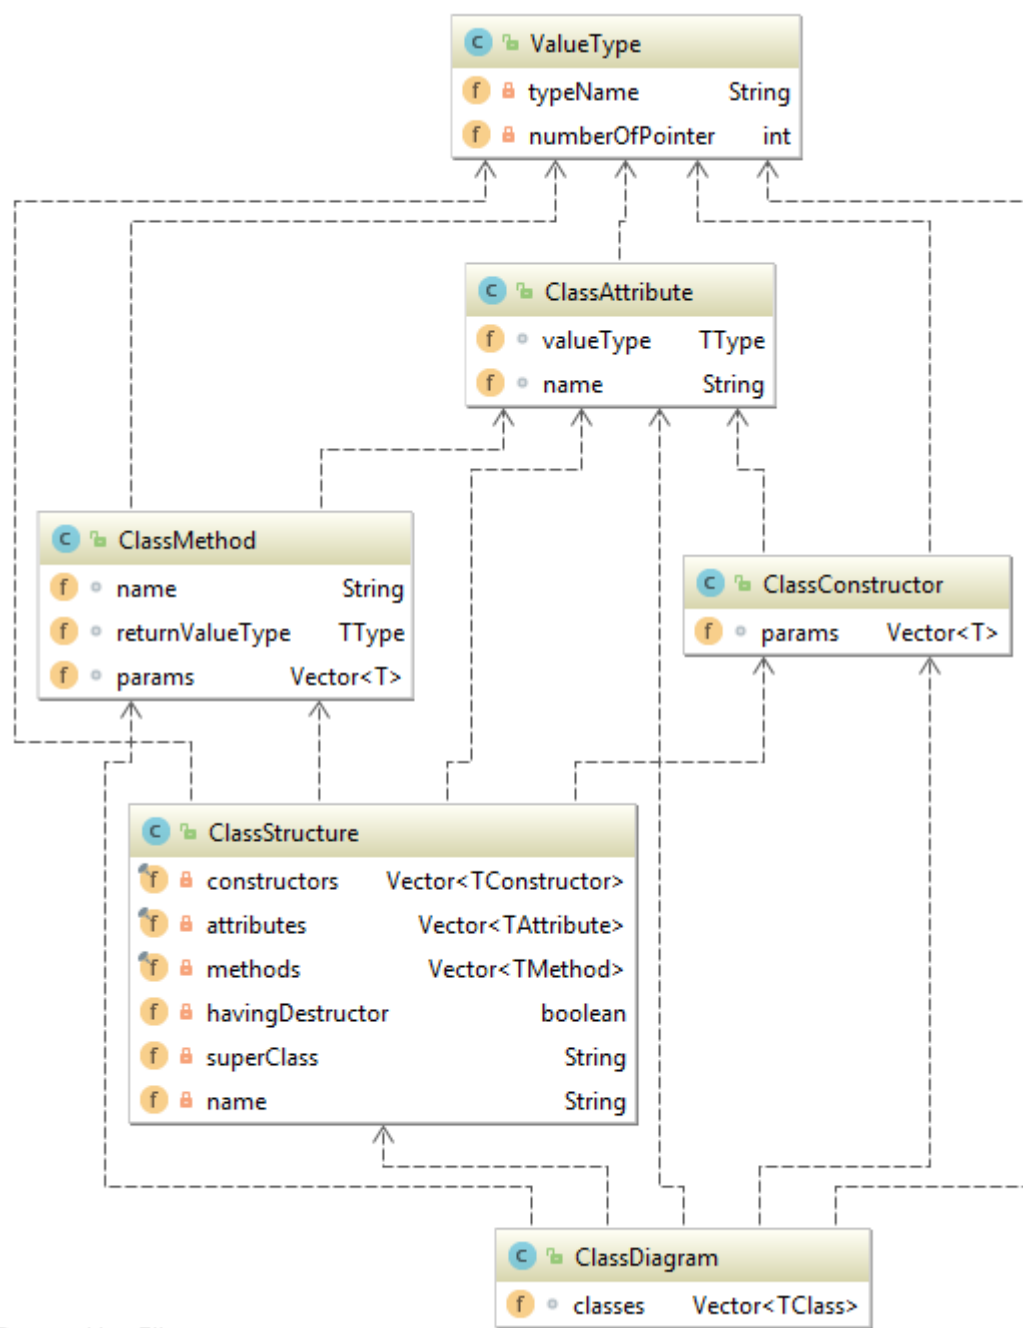 C ValueType
f typeName String
f numberOfPointer int
C ClassAttribute
f valueType TType
f name String
C ClassMethod
f name String
f returnValueType TType
f params Vector<T>
C ClassConstructor
f params Vector<T>
C ClassStructure
f constructors Vector<TConstructor>
f attributes Vector<TAttribute>
f methods Vector<TMethod>
f havingDestructor boolean
f superClass String
f name String
C ClassDiagram
f classes Vector<TClass>